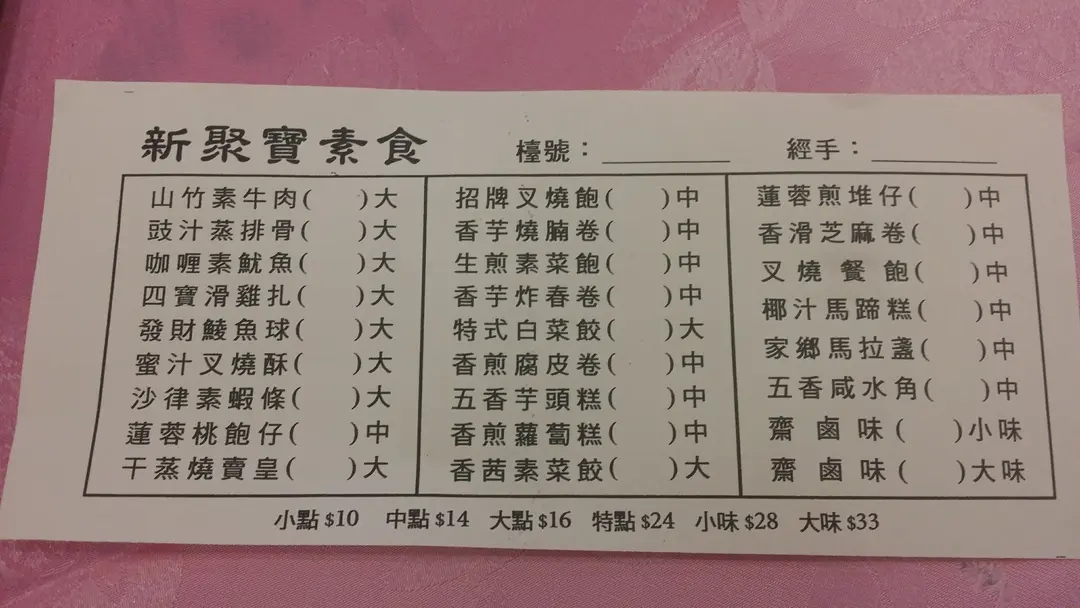 新聚寶素食 檯號：________ 經手：________
山竹素牛肉( )大
豉汁蒸排骨( )大
咖喱素魷魚( )大
四寶滑雞扎( )大
發財鯪魚球( )大
蜜汁叉燒酥( )大
沙律素蝦條( )大
蓮蓉桃飽仔( )中
干蒸燒賣皇( )大
招牌叉燒飽( )中
香芋燒腩卷( )中
生煎素菜飽( )中
香芋炸春卷( )中
特式白菜餃( )大
香煎腐皮卷( )中
五香芋頭糕( )中
香煎蘿蔔糕( )中
香茜素菜餃( )大
蓮蓉煎堆仔( )中
香滑芝麻卷( )中
叉燒餐飽( )中
椰汁馬蹄糕( )中
家鄉馬拉盞( )中
五香咸水角( )中
齋鹵味( )小味
齋鹵味( )大味
小點$10 中點$14 大點$16 特點$24 小味$28 大味$33